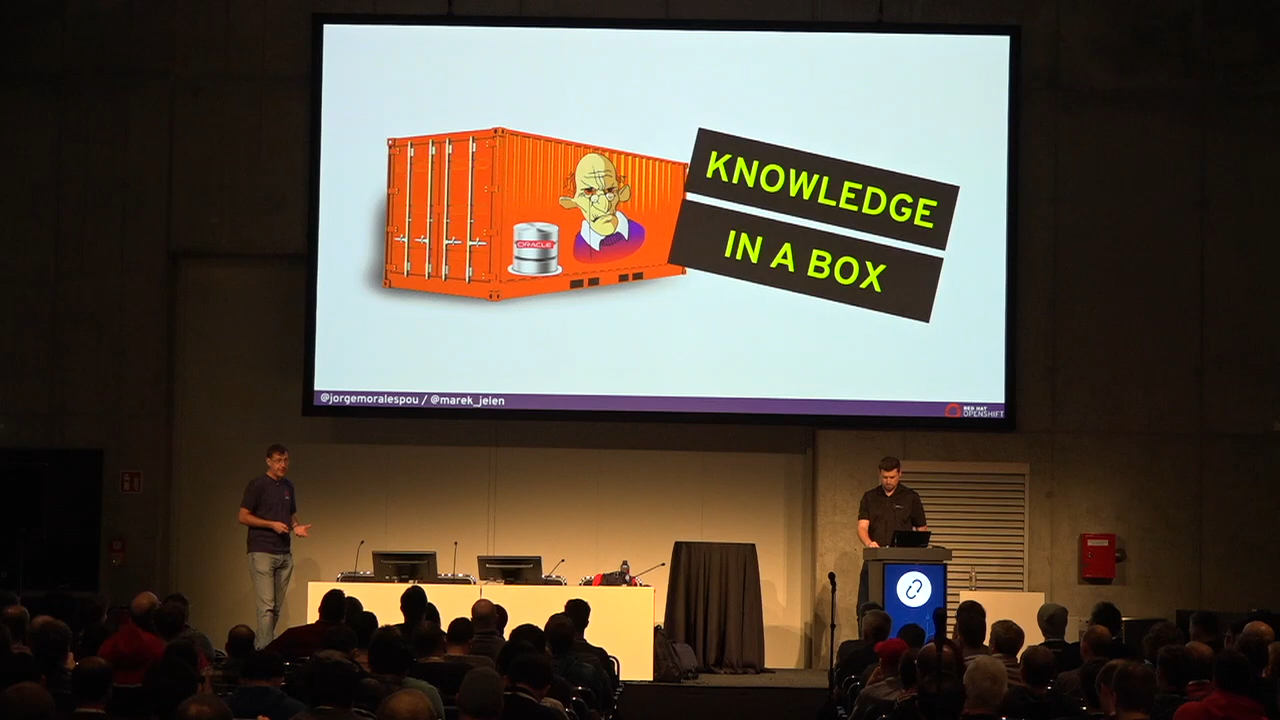 KNOWLEDGE
IN A BOX
ORACLE
@jorgemoralespou / @marek_jelen
RED HAT
OPENSHIFT